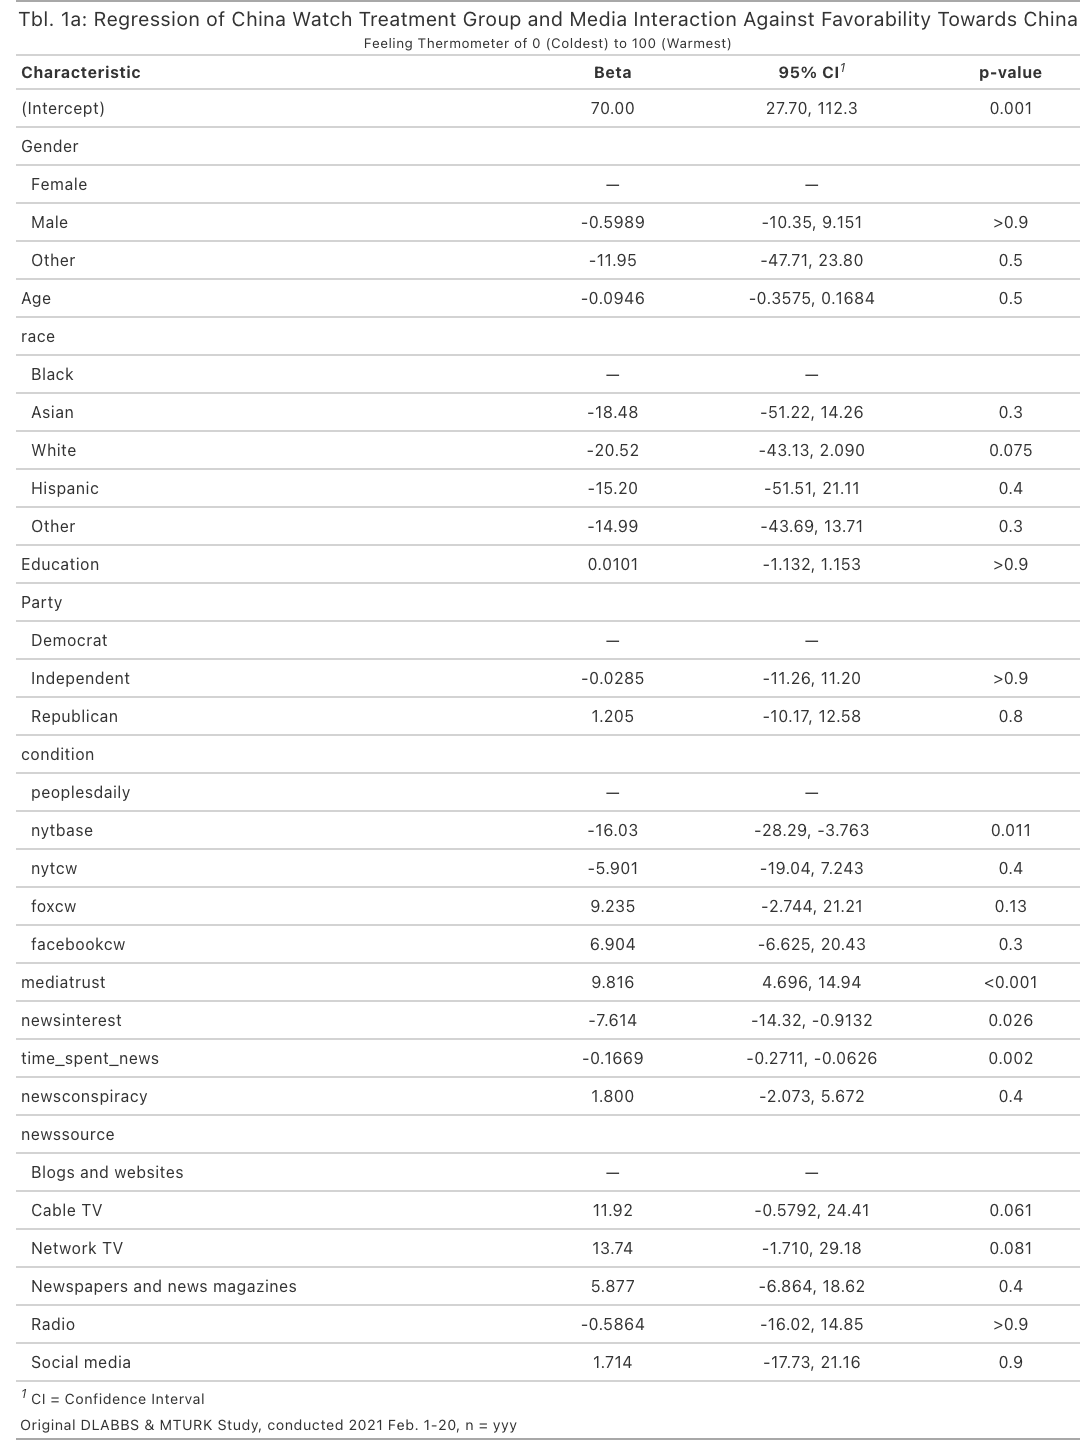 Tbl. 1a: Regression of China Watch Treatment Group and Media Interaction Against Favorability Towards China
Feeling Thermometer of 0 (Coldest) to 100 (Warmest)
Characteristic Beta 95% CI¹ p-value
(Intercept) 70.00 27.70, 112.3 0.001
Gender
Female — —
Male -0.5989 -10.35, 9.151 >0.9
Other -11.95 -47.71, 23.80 0.5
Age -0.0946 -0.3575, 0.1684 0.5
race
Black — —
Asian -18.48 -51.22, 14.26 0.3
White -20.52 -43.13, 2.090 0.075
Hispanic -15.20 -51.51, 21.11 0.4
Other -14.99 -43.69, 13.71 0.3
Education 0.0101 -1.132, 1.153 >0.9
Party
Democrat — —
Independent -0.0285 -11.26, 11.20 >0.9
Republican 1.205 -10.17, 12.58 0.8
condition
peoplesdaily — —
nytbase -16.03 -28.29, -3.763 0.011
nytcw -5.901 -19.04, 7.243 0.4
foxcw 9.235 -2.744, 21.21 0.13
facebookcw 6.904 -6.625, 20.43 0.3
mediatrust 9.816 4.696, 14.94 <0.001
newsinterest -7.614 -14.32, -0.9132 0.026
time_spent_news -0.1669 -0.2711, -0.0626 0.002
newsconspiracy 1.800 -2.073, 5.672 0.4
newssource
Blogs and websites — —
Cable TV 11.92 -0.5792, 24.41 0.061
Network TV 13.74 -1.710, 29.18 0.081
Newspapers and news magazines 5.877 -6.864, 18.62 0.4
Radio -0.5864 -16.02, 14.85 >0.9
Social media 1.714 -17.73, 21.16 0.9
¹ CI = Confidence Interval
Original DLABBS & MTURK Study, conducted 2021 Feb. 1-20, n = yyy